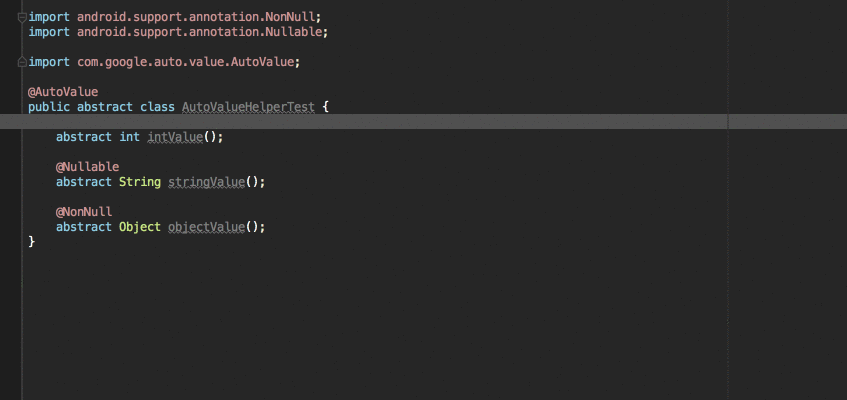 import android.support.annotation.NonNull;
import android.support.annotation.Nullable;
import com.google.auto.value.AutoValue;
@AutoValue
public abstract class AutoValueHelperTest {
abstract int intValue();
@Nullable
abstract String stringValue();
@NonNull
abstract Object objectValue();
}